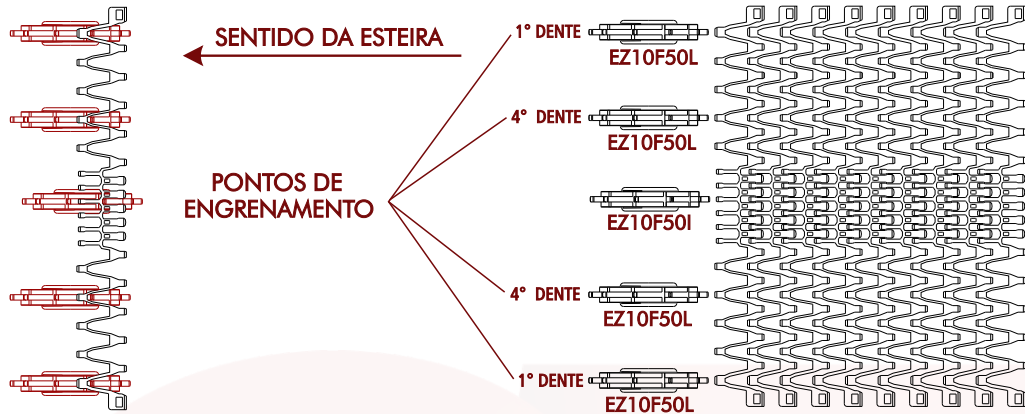 SENTIDO DA ESTEIRA
PONTOS DE
ENGRENAMENTO
1° DENTE
EZ10F50L
4° DENTE
EZ10F50L
EZ10F50I
4° DENTE
EZ10F50L
1° DENTE
EZ10F50L